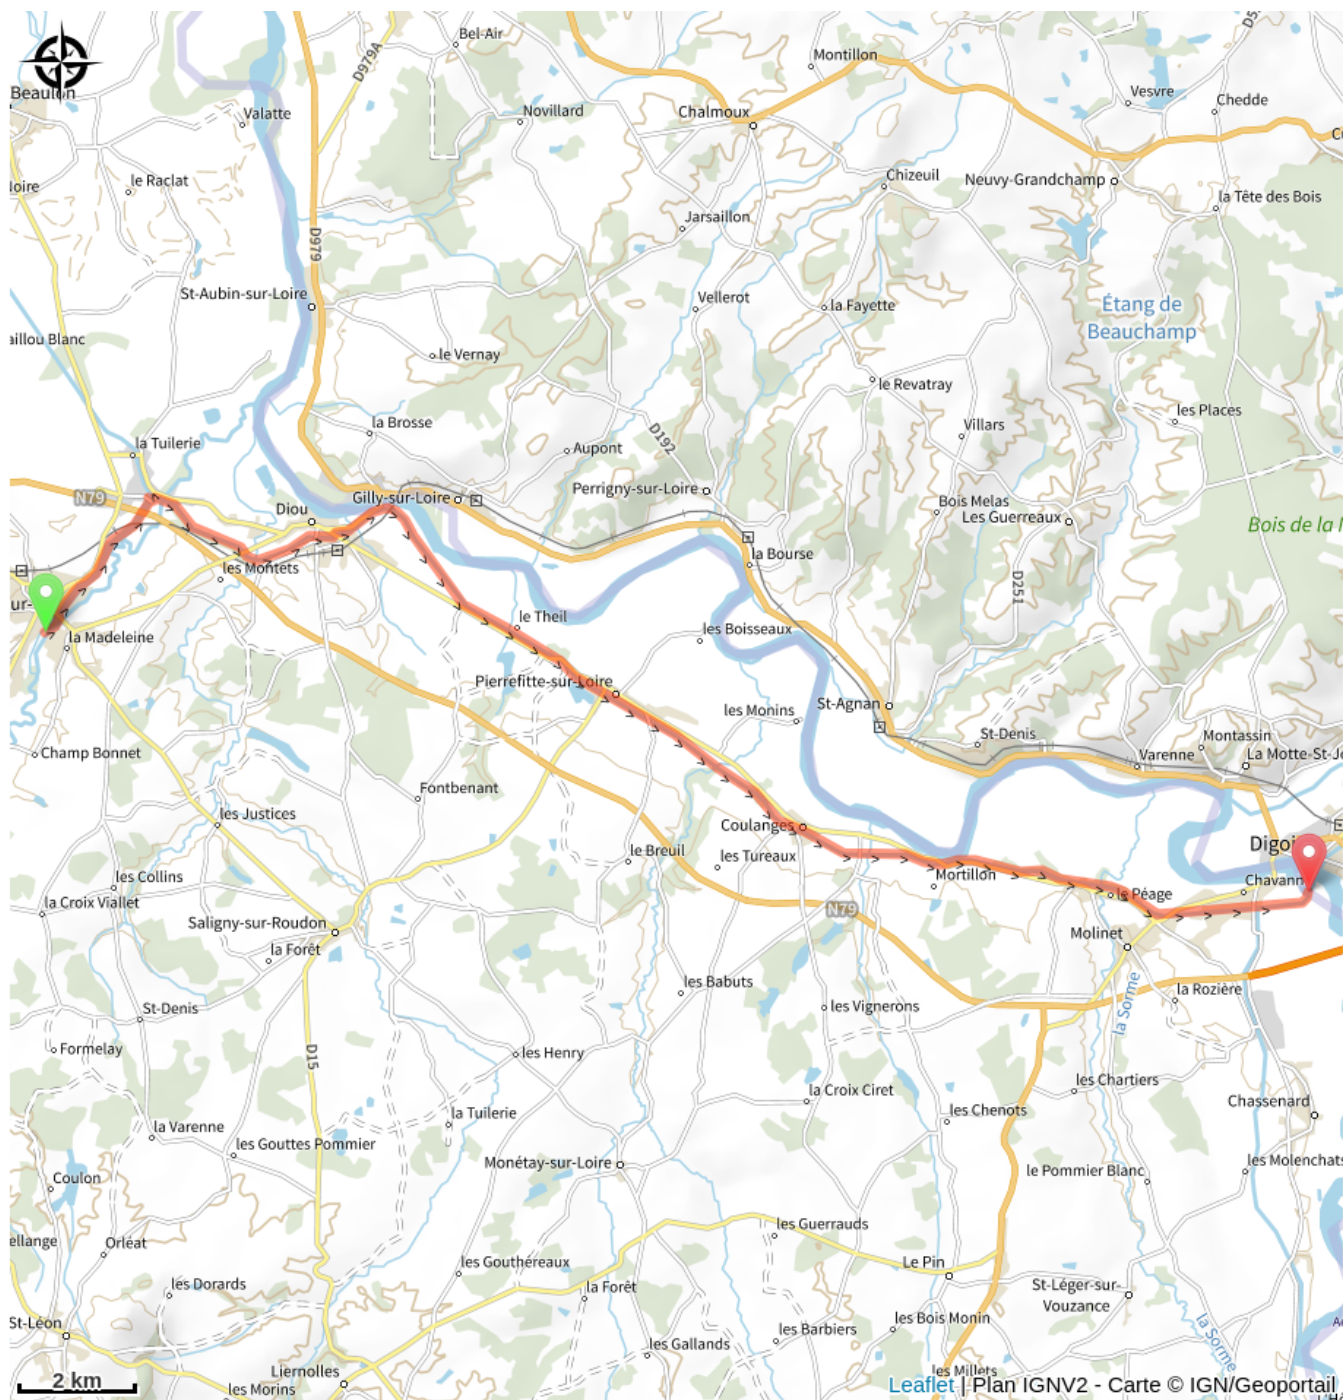 Bel-Air
D979A
Montillon
Beaulon
Valatte
Novillard
Chalmoux
Vesvre
Chedde
le Raclat
Chizeuil
Neuvy-Grandchamp
la Tête des Bois
Jarsaillon
D979
St-Aubin-sur-Loire
Vellerot
la Fayette
Étang de
Beauchamp
aillou Blanc
le Vernay
le Revatray
la Brosse
Villars
les Places
la Tuilerie
Aupont
D192
N79
Gilly-sur-Loire
Perrigny-sur-Loire
Diou
Bois Melas
Les Guerreaux
Bois de la
les Montets
la Bourse
D251
le Theil
la Madeleine
les Boisseaux
Pierrefitte-sur-Loire
les Monins
St-Agnan
St-Denis
Montassin
Champ Bonnet
Varenne
La Motte-St-J
Fontbenant
les Justices
Coulanges
Digoi
le Breuil
les Tureaux
Mortillon
Chavann
les Collins
le Péage
la Croix Viallet
N79
Saligny-sur-Roudon
Molinet
la Forêt
les Babuts
la Rozière
St-Denis
les Vignerons
la Sorme
Formelay
D15
les Henry
les Chartiers
la Croix Ciret
la Tuilerie
les Chenots
Chassenard
la Varenne
les Gouttes Pommier
Monétay-sur-Loire
les Molenchats
Coulon
le Pommier Blanc
les Guerrauds
ellange
Orléat
les Gouthéreaux
Le Pin
les Dorards
la Forêt
St-Léger-sur-
Vouzance
St-Léon
les Bois Monin
les Barbiers
la Sorme
les Gallands
Liernolles
les Millets
2 km
les Morins
Leaflet | Plan IGNV2 - Carte © IGN/Geoportail